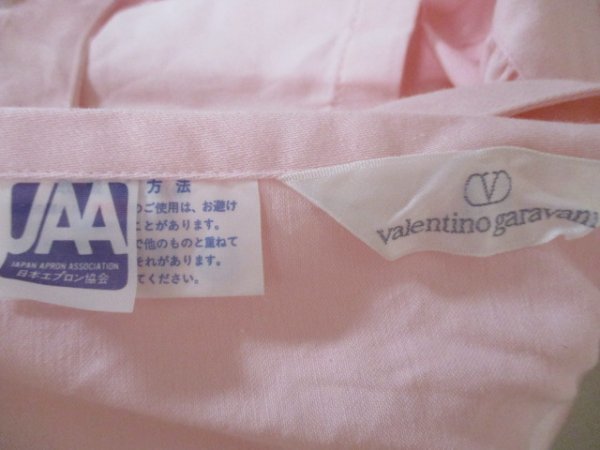 JAA
JAPAN APRON ASSOCIATION
日本エプロン協会
方 法
のご使用は、お避け
ことがあります。
で他のものと重ねて
それがあります。
てください。
V
valentino garavani